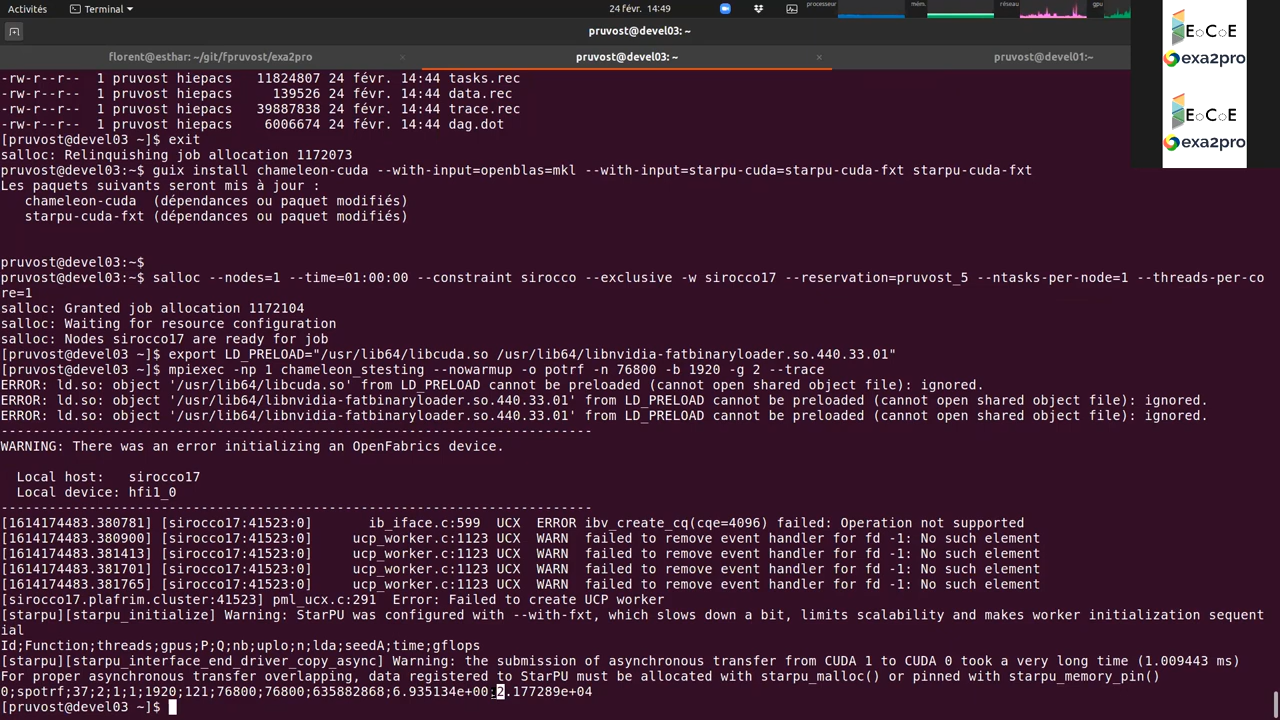 Activités
Terminal
24 févr. 14:49
processeur
mém.
réseau
gpu
pruvost@devel03: ~
florent@esthar: ~/git/fpruvost/exa2pro
×
pruvost@devel03: ~
×
pruvost@devel01:~
EoCoE
exa2pro
EoCoE
exa2pro
-rw-r--r-- 1 pruvost hiepacs 11824807 24 févr. 14:44 tasks.rec
-rw-r--r-- 1 pruvost hiepacs 139526 24 févr. 14:44 data.rec
-rw-r--r-- 1 pruvost hiepacs 39887838 24 févr. 14:44 trace.rec
-rw-r--r-- 1 pruvost hiepacs 6006674 24 févr. 14:44 dag.dot
[pruvost@devel03 ~]$ exit
salloc: Relinquishing job allocation 1172073
pruvost@devel03:~$ guix install chameleon-cuda --with-input=openblas=mkl --with-input=starpu-cuda=starpu-cuda-fxt starpu-cuda-fxt
Les paquets suivants seront mis à jour :
chameleon-cuda (dépendances ou paquet modifiés)
starpu-cuda-fxt (dépendances ou paquet modifiés)
pruvost@devel03:~$
pruvost@devel03:~$ salloc --nodes=1 --time=01:00:00 --constraint sirocco --exclusive -w sirocco17 --reservation=pruvost_5 --ntasks-per-node=1 --threads-per-co
re=1
salloc: Granted job allocation 1172104
salloc: Waiting for resource configuration
salloc: Nodes sirocco17 are ready for job
[pruvost@devel03 ~]$ export LD_PRELOAD="/usr/lib64/libcuda.so /usr/lib64/libnvidia-fatbinaryloader.so.440.33.01"
[pruvost@devel03 ~]$ mpiexec -np 1 chameleon_stesting --nowarmup -o potrf -n 76800 -b 1920 -g 2 --trace
ERROR: ld.so: object '/usr/lib64/libcuda.so' from LD_PRELOAD cannot be preloaded (cannot open shared object file): ignored.
ERROR: ld.so: object '/usr/lib64/libnvidia-fatbinaryloader.so.440.33.01' from LD_PRELOAD cannot be preloaded (cannot open shared object file): ignored.
ERROR: ld.so: object '/usr/lib64/libnvidia-fatbinaryloader.so.440.33.01' from LD_PRELOAD cannot be preloaded (cannot open shared object file): ignored.
--------------------------------------------------------------------------
WARNING: There was an error initializing an OpenFabrics device.
Local host: sirocco17
Local device: hfi1_0
--------------------------------------------------------------------------
[1614174483.380781] [sirocco17:41523:0] ib_iface.c:599 UCX ERROR ibv_create_cq(cqe=4096) failed: Operation not supported
[1614174483.380900] [sirocco17:41523:0] ucp_worker.c:1123 UCX WARN failed to remove event handler for fd -1: No such element
[1614174483.381413] [sirocco17:41523:0] ucp_worker.c:1123 UCX WARN failed to remove event handler for fd -1: No such element
[1614174483.381701] [sirocco17:41523:0] ucp_worker.c:1123 UCX WARN failed to remove event handler for fd -1: No such element
[1614174483.381765] [sirocco17:41523:0] ucp_worker.c:1123 UCX WARN failed to remove event handler for fd -1: No such element
[sirocco17.plafrim.cluster:41523] pml_ucx.c:291 Error: Failed to create UCP worker
[starpu][starpu_initialize] Warning: StarPU was configured with --with-fxt, which slows down a bit, limits scalability and makes worker initialization sequent
ial
Id;Function;threads;gpus;P;Q;nb;uplo;n;lda;seedA;time;gflops
[starpu][starpu_interface_end_driver_copy_async] Warning: the submission of asynchronous transfer from CUDA 1 to CUDA 0 took a very long time (1.009443 ms)
For proper asynchronous transfer overlapping, data registered to StarPU must be allocated with starpu_malloc() or pinned with starpu_memory_pin()
0;spotrf;37;2;1;1;1920;121;76800;76800;635882868;6.935134e+00;2.177289e+04
[pruvost@devel03 ~]$